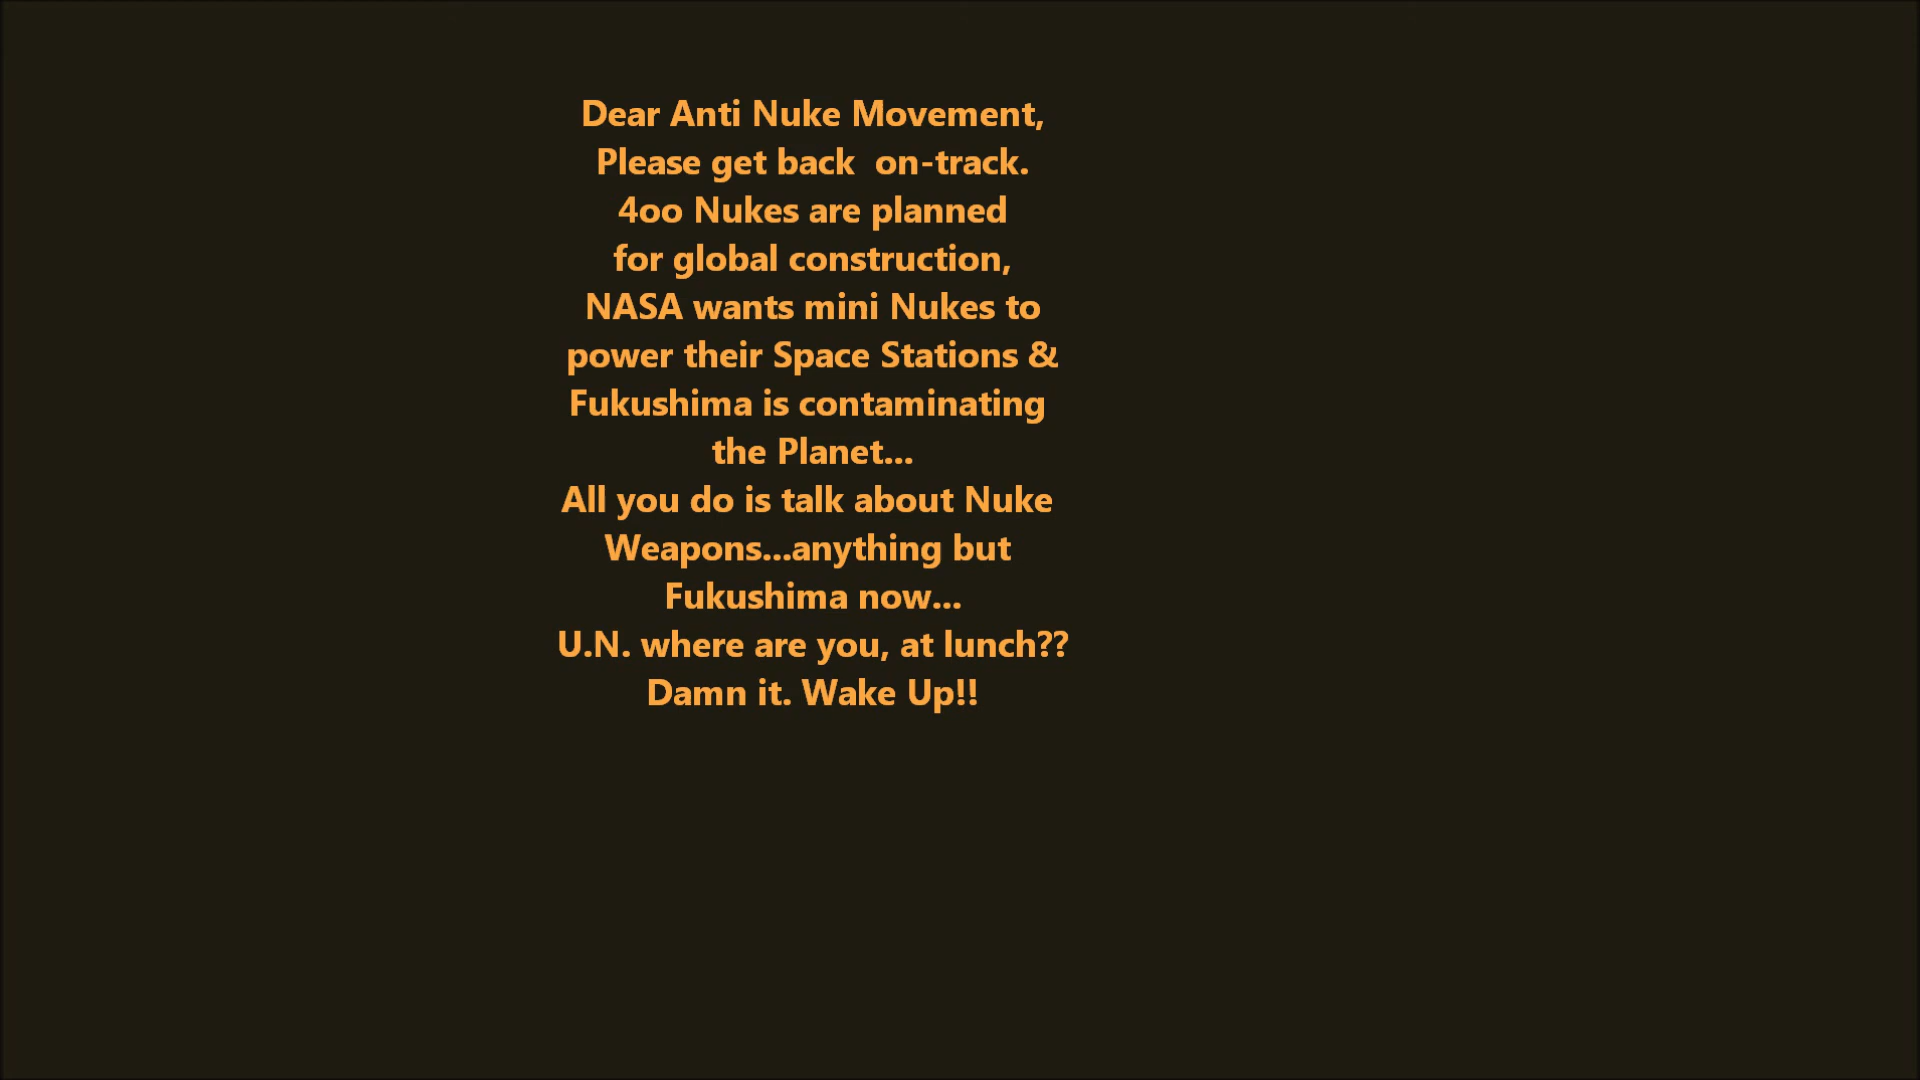 Dear Anti Nuke Movement,
Please get back  on-track.
4oo Nukes are planned
for global construction,
NASA wants mini Nukes to
power their Space Stations &
Fukushima is contaminating
the Planet...
All you do is talk about Nuke
Weapons...anything but
Fukushima now...
U.N. where are you, at lunch??
Damn it. Wake Up!!